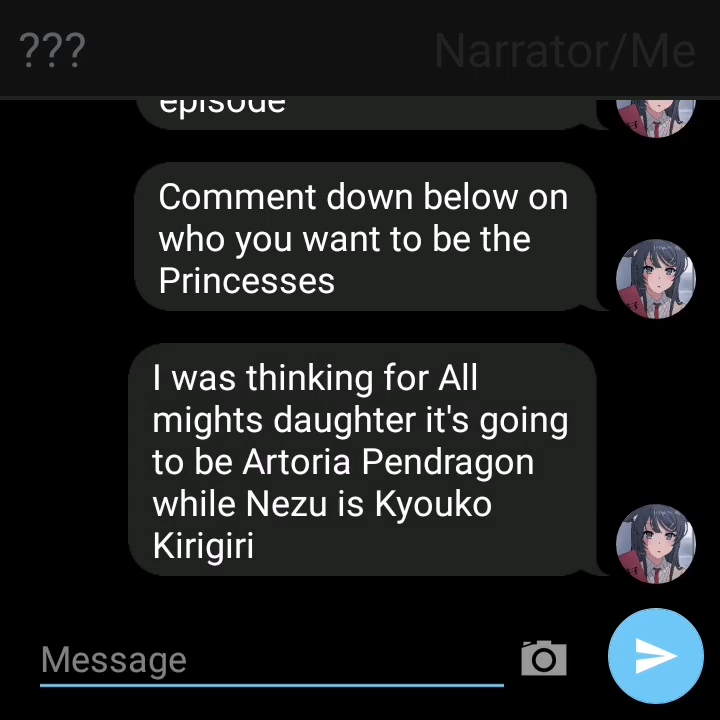 ???
Narrator/Me
episode
Comment down below on
who you want to be the
Princesses
I was thinking for All
mights daughter it's going
to be Artoria Pendragon
while Nezu is Kyouko
Kirigiri
Message